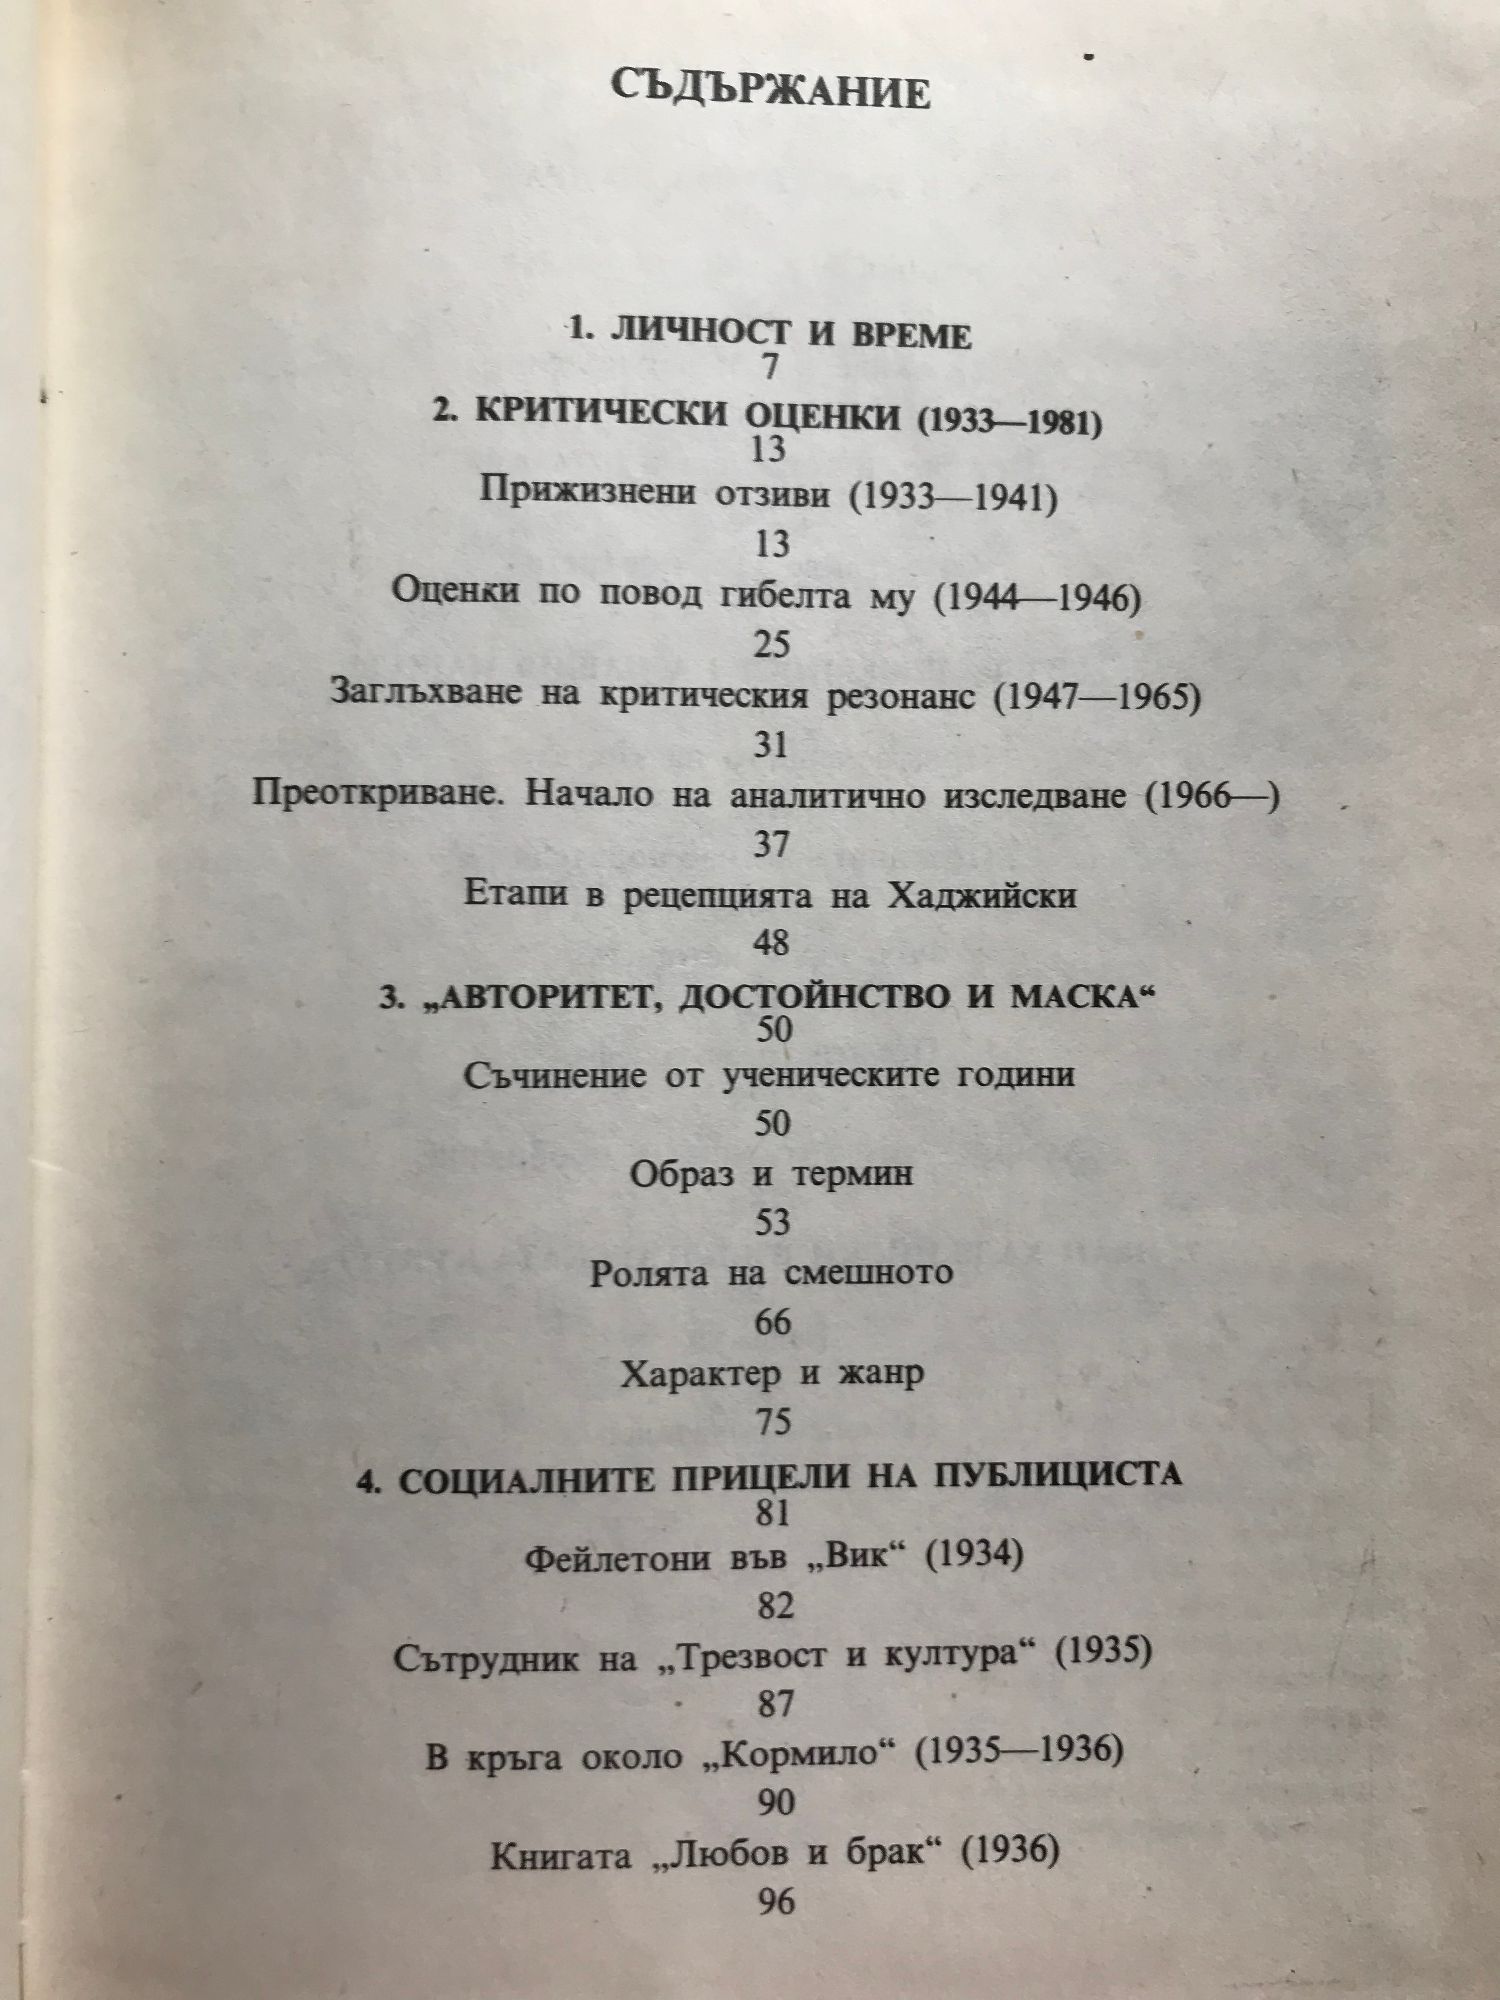 СЪДЪРЖАНИЕ
1. ЛИЧНОСТ И ВРЕМЕ
7
2. КРИТИЧЕСКИ ОЦЕНКИ (1933—1981)
13
Прижизнени отзиви (1933—1941)
13
Оценки по повод гибелта му (1944—1946)
25
Заглъхване на критическия резонанс (1947—1965)
31
Преоткриване. Начало на аналитично изследване (1966—)
37
Етапи в рецепцията на Хаджийски
48
3. „АВТОРИТЕТ, ДОСТОЙНСТВО И МАСКА“
50
Съчинение от ученическите години
50
Образ и термин
53
Ролята на смешното
66
Характер и жанр
75
4. СОЦИАЛНИТЕ ПРИЦЕЛИ НА ПУБЛИЦИСТА
81
Фейлетони във „Вик“ (1934)
82
Сътрудник на „Трезвост и култура“ (1935)
87
В кръга около „Кормило“ (1935—1936)
90
Книгата „Любов и брак“ (1936)
96